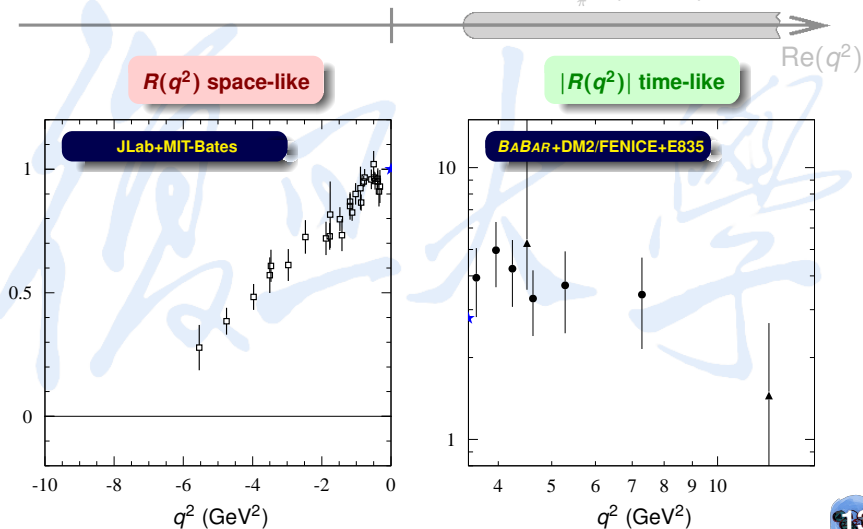 Re(q²)
R(q²) space-like
|R(q²)| time-like
JLab+MIT-Bates
BABAR+DM2/FENICE+E835
1
0.5
0
-10 -8 -6 -4 -2 0
q² (GeV²)
10
1
4 5 6 7 8 9 10
q² (GeV²)
大學